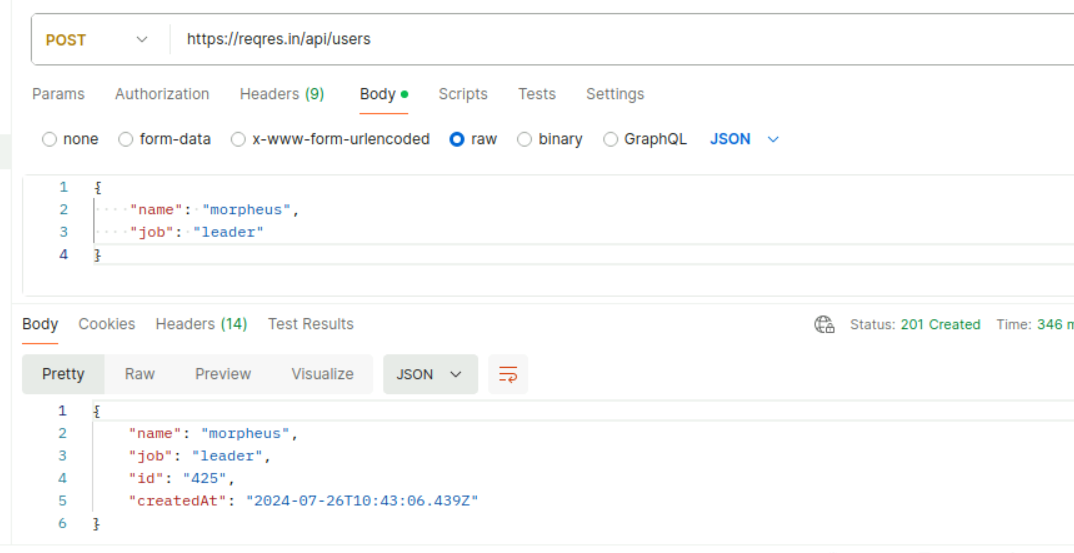 POST https://reqres.in/api/users
Params Authorization Headers (9) Body Scripts Tests Settings
none form-data x-www-form-urlencoded raw binary GraphQL JSON
1 {
2 "name": "morpheus",
3 "job": "leader"
4 }
Body Cookies Headers (14) Test Results Status: 201 Created Time: 346 m
Pretty Raw Preview Visualize JSON
1 {
2 "name": "morpheus",
3 "job": "leader",
4 "id": "425",
5 "createdAt": "2024-07-26T10:43:06.439Z"
6 }